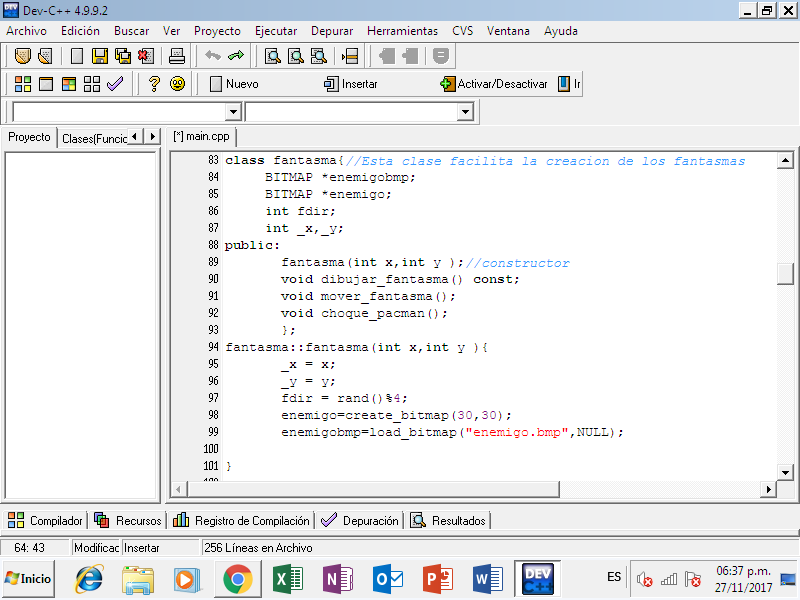 Dev-C++ 4.9.9.2
Archivo Edición Buscar Ver Proyecto Ejecutar Depurar Herramientas CVS Ventana Ayuda
Nuevo Insertar Activar/Desactivar Ir
Proyecto Clases(Funcio [*] main.cpp
83 class fantasma{//Esta clase facilita la creacion de los fantasmas
84 BITMAP *enemigobmp;
85 BITMAP *enemigo;
86 int fdir;
87 int _x,_y;
88 public:
89 fantasma(int x,int y );//constructor
90 void dibujar_fantasma() const;
91 void mover_fantasma();
92 void choque_pacman();
93 };
94 fantasma::fantasma(int x,int y ){
95 _x = x;
96 _y = y;
97 fdir = rand()%4;
98 enemigo=create_bitmap(30,30);
99 enemigobmp=load_bitmap("enemigo.bmp",NULL);
100
101 }
Compilador Recursos Registro de Compilación Depuración Resultados
64: 43 Modificac Insertar 256 Líneas en Archivo
Inicio DEV C++ ES 06:37 p.m.
27/11/2017